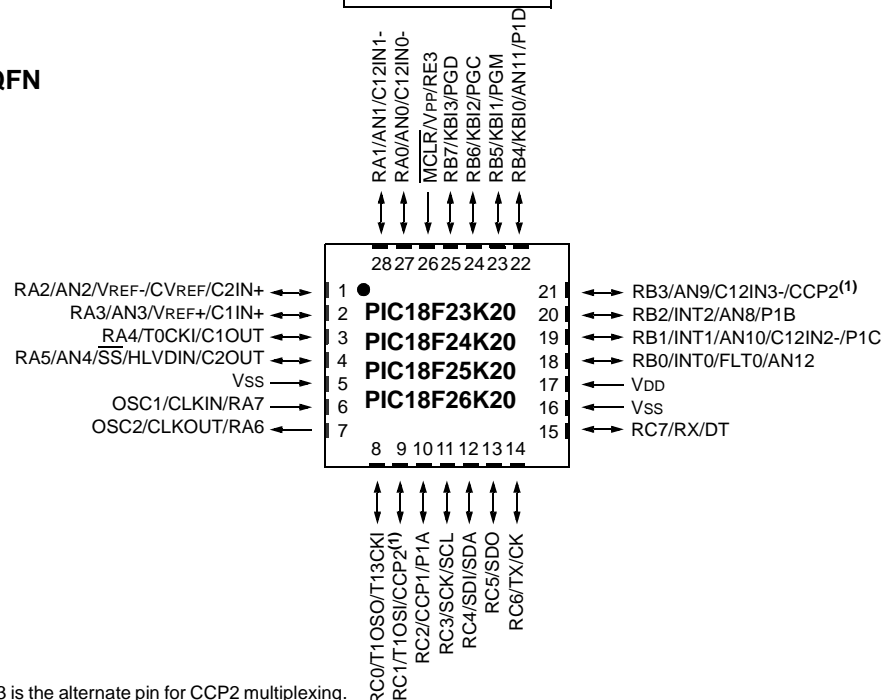 QFN
RA1/AN1/C12IN1-
RA0/AN0/C12IN0-
MCLR/VPP/RE3
RB7/KBI3/PGD
RB6/KBI2/PGC
RB5/KBI1/PGM
RB4/KBI0/AN11/P1D
28 27 26 25 24 23 22
RA2/AN2/VREF-/CVREF/C2IN+
RA3/AN3/VREF+/C1IN+
RA4/T0CKI/C1OUT
RA5/AN4/SS/HLVDIN/C2OUT
VSS
OSC1/CLKIN/RA7
OSC2/CLKOUT/RA6
1
2
3
4
5
6
7
PIC18F23K20
PIC18F24K20
PIC18F25K20
PIC18F26K20
21
20
19
18
17
16
15
RB3/AN9/C12IN3-/CCP2(1)
RB2/INT2/AN8/P1B
RB1/INT1/AN10/C12IN2-/P1C
RB0/INT0/FLT0/AN12
VDD
VSS
RC7/RX/DT
8 9 10 11 12 13 14
RC0/T1OSO/T13CKI
RC1/T1OSI/CCP2(1)
RC2/CCP1/P1A
RC3/SCK/SCL
RC4/SDI/SDA
RC5/SDO
RC6/TX/CK
is the alternate pin for CCP2 multiplexing.